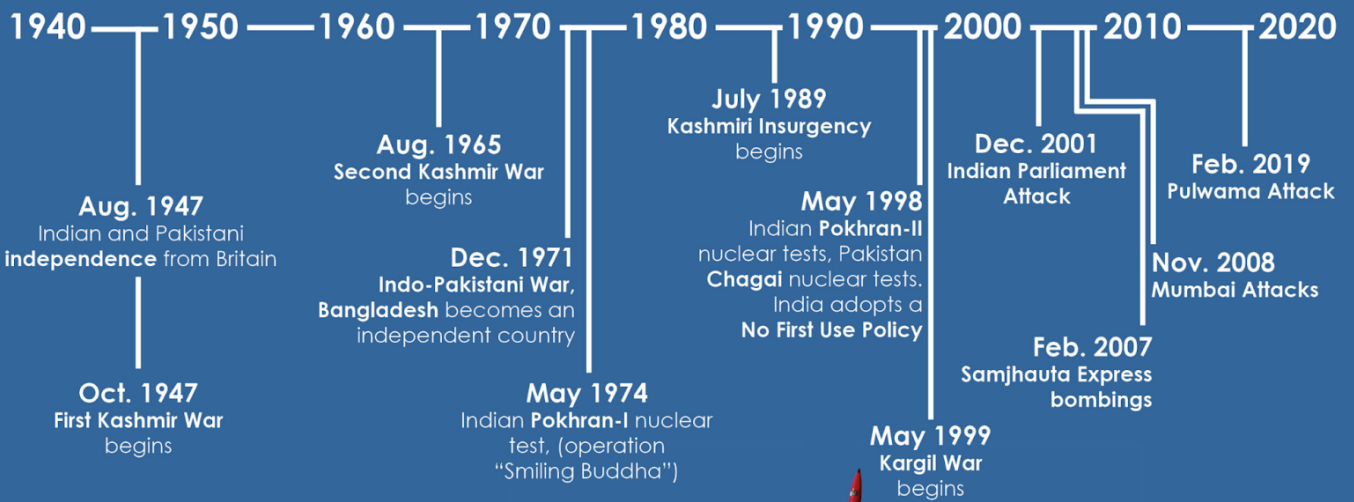 1940 1950 1960 1970 1980 1990 2000 2010 2020
Aug. 1947
Indian and Pakistani
independence from Britain
Oct. 1947
First Kashmir War
begins
Aug. 1965
Second Kashmir War
begins
Dec. 1971
Indo-Pakistani War,
Bangladesh becomes an
independent country
May 1974
Indian Pokhran-I nuclear
test, (operation
“Smiling Buddha”)
July 1989
Kashmiri Insurgency
begins
May 1998
Indian Pokhran-II
nuclear tests, Pakistan
Chagai nuclear tests.
India adopts a
No First Use Policy
May 1999
Kargil War
begins
Dec. 2001
Indian Parliament
Attack
Feb. 2007
Samjhauta Express
bombings
Nov. 2008
Mumbai Attacks
Feb. 2019
Pulwama Attack